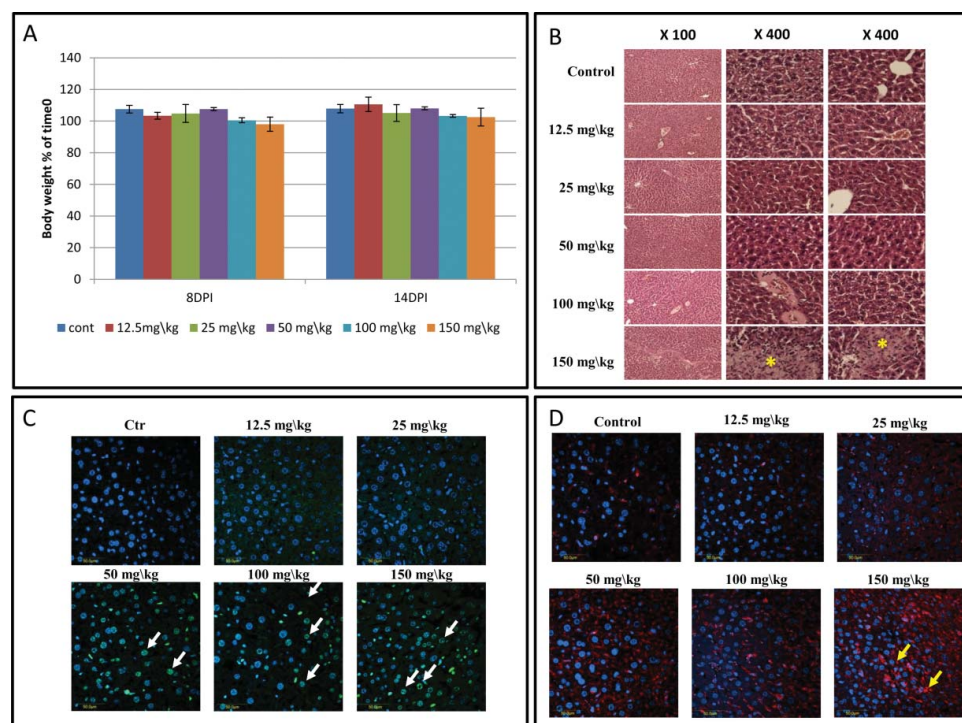 A
Body weight % of time0
140
120
100
80
60
40
20
0
8DPI
14DPI
cont 12.5mg\kg 25 mg\kg 50 mg\kg 100 mg\kg 150 mg\kg
B
X 100 X 400 X 400
Control
12.5 mg\kg
25 mg\kg
50 mg\kg
100 mg\kg
150 mg\kg
*
*
C
Ctr 12.5 mg\kg 25 mg\kg
50 mg\kg 100 mg\kg 150 mg\kg
D
Control 12.5 mg\kg 25 mg\kg
50 mg\kg 100 mg\kg 150 mg\kg